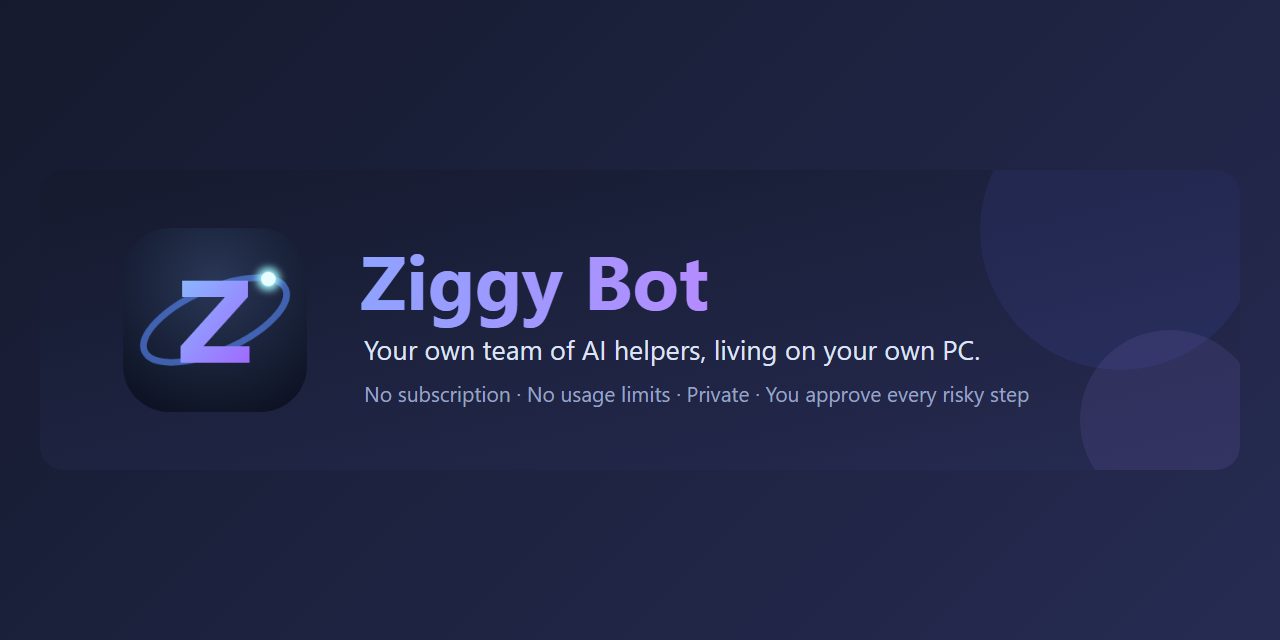 Z
Ziggy Bot
Your own team of AI helpers, living on your own PC.
No subscription · No usage limits · Private · You approve every risky step